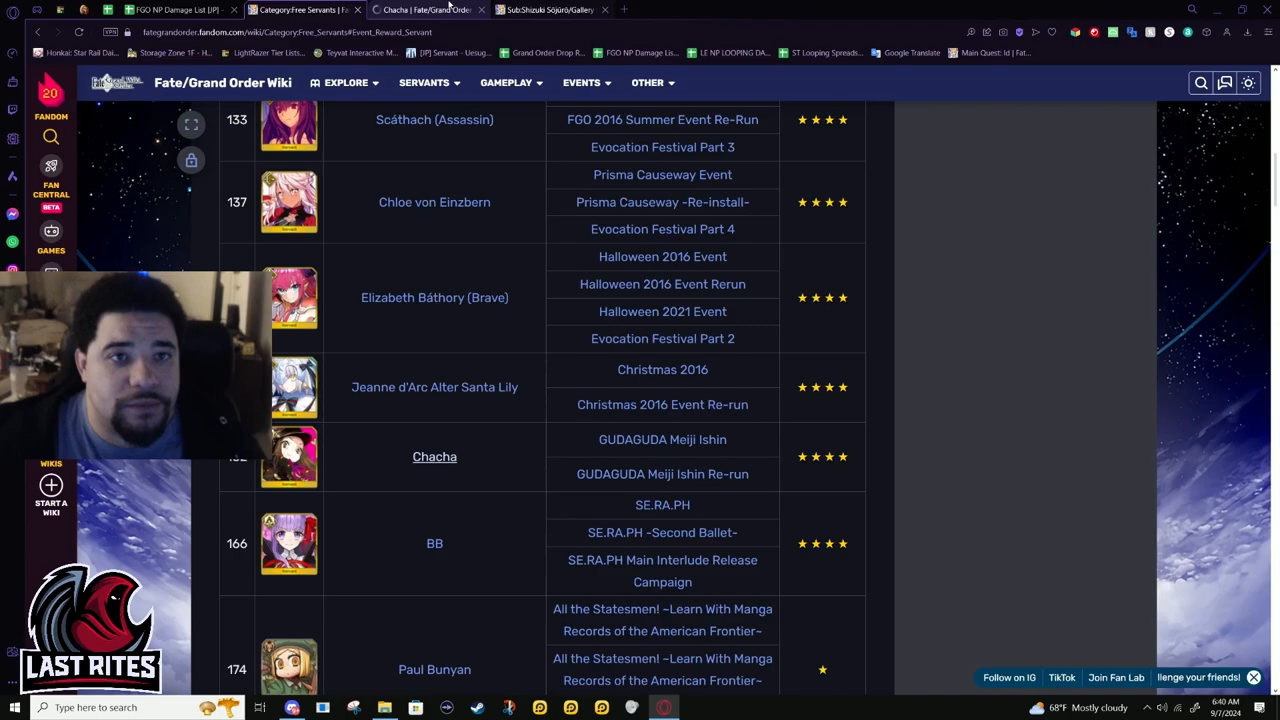 FGO NP Damage List [JP] -
Category:Free Servants | Fa
Chacha | Fate/Grand Order
Sub:Shizuki Sōjūrō/Gallery
VPN
fategrandorder.fandom.com/wiki/Category:Free_Servants#Event_Reward_Servant
Honkai: Star Rail Dai...
Storage Zone 1F - H...
LightRazer Tier Lists...
Teyvat Interactive M...
[JP] Servant - Uesug...
Grand Order Drop R...
FGO NP Damage Lis...
LE NP LOOPING DA...
ST Looping Spreads...
Google Translate
Main Quest: Id | Fat...
20
FANDOM
Fate/Grand Order Wiki
EXPLORE
SERVANTS
GAMEPLAY
EVENTS
OTHER
FAN
CENTRAL
BETA
GAMES
WIKIS
START A
WIKI
133
Scáthach (Assassin)
FGO 2016 Summer Event Re-Run
Evocation Festival Part 3
★ ★ ★ ★
137
Chloe von Einzbern
Prisma Causeway Event
Prisma Causeway -Re-install-
Evocation Festival Part 4
★ ★ ★ ★
Elizabeth Báthory (Brave)
Halloween 2016 Event
Halloween 2016 Event Rerun
Halloween 2021 Event
Evocation Festival Part 2
★ ★ ★ ★
Jeanne d'Arc Alter Santa Lily
Christmas 2016
Christmas 2016 Event Re-run
★ ★ ★ ★
Chacha
GUDAGUDA Meiji Ishin
GUDAGUDA Meiji Ishin Re-run
★ ★ ★ ★
166
BB
SE.RA.PH
SE.RA.PH -Second Ballet-
SE.RA.PH Main Interlude Release
Campaign
★ ★ ★ ★
174
Paul Bunyan
All the Statesmen! ~Learn With Manga
Records of the American Frontier~
All the Statesmen! ~Learn With Manga
Records of the American Frontier~
★
LAST RITES
Follow on IG
TikTok
Join Fan Lab
llenge your friends!
Type here to search
68°F Mostly cloudy
6:40 AM
9/7/2024